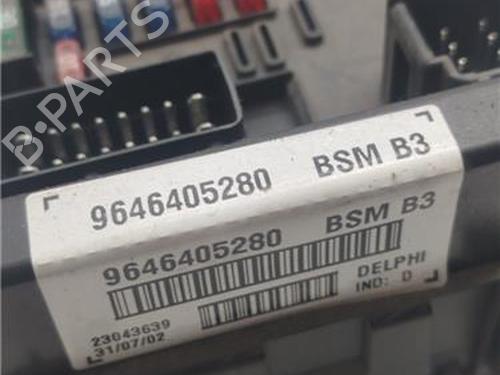 B-PARTS
9646405280 BSM B3
9646405280 BSM B3
DELPHI
IND: D
23043639
31/07/02